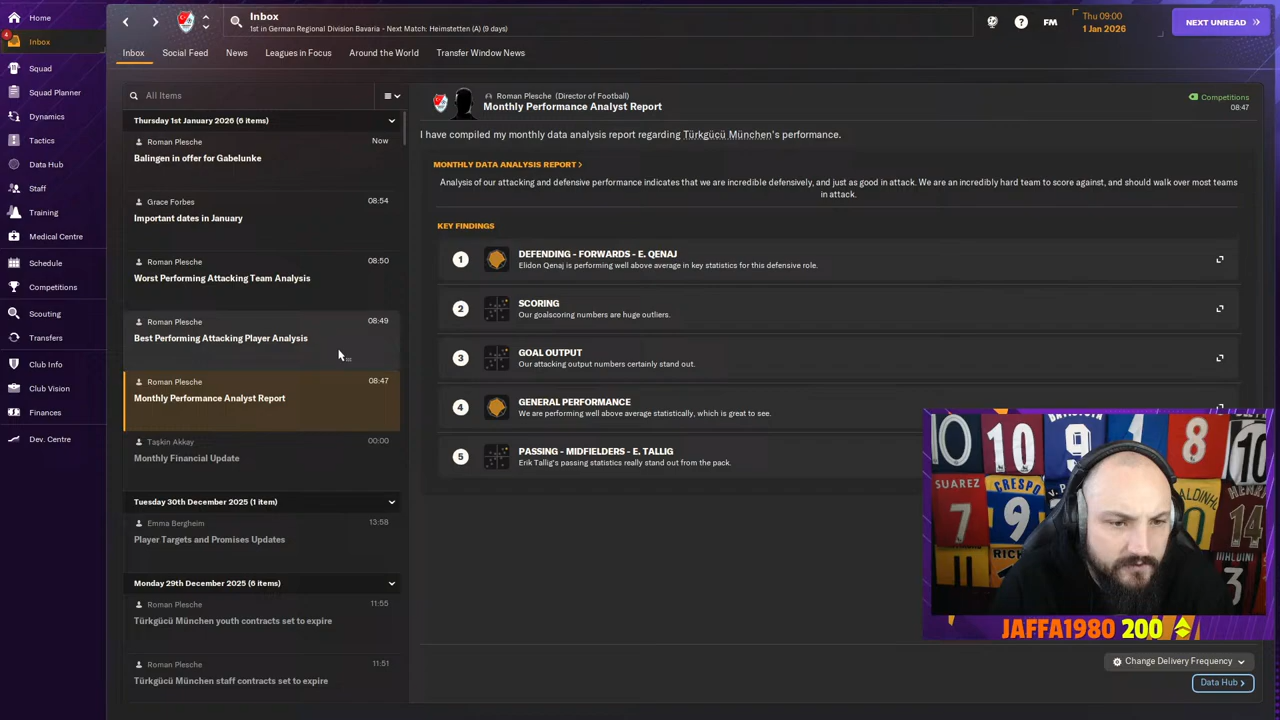 Home
4
Inbox
Squad
Squad Planner
Dynamics
Tactics
Data Hub
Staff
Training
Medical Centre
Schedule
Competitions
Scouting
Transfers
Club Info
Club Vision
Finances
Dev. Centre
Inbox
1st in German Regional Division Bavaria - Next Match: Heimstetten (A) (9 days)
?
FM
Thu 09:00
1 Jan 2026
NEXT UNREAD
Inbox
Social Feed
News
Leagues in Focus
Around the World
Transfer Window News
All Items
Thursday 1st January 2026 (6 items)
Roman Plesche
Now
Balingen in offer for Gabelunke
Grace Forbes
08:54
Important dates in January
Roman Plesche
08:50
Worst Performing Attacking Team Analysis
Roman Plesche
08:49
Best Performing Attacking Player Analysis
Roman Plesche
08:47
Monthly Performance Analyst Report
Taşkin Akkay
00:00
Monthly Financial Update
Tuesday 30th December 2025 (1 item)
Emma Bergheim
13:58
Player Targets and Promises Updates
Monday 29th December 2025 (6 items)
Roman Plesche
11:55
Türkgücü München youth contracts set to expire
Roman Plesche
11:51
Türkgücü München staff contracts set to expire
Roman Plesche (Director of Football)
Monthly Performance Analyst Report
Competitions
08:47
I have compiled my monthly data analysis report regarding Türkgücü München's performance.
MONTHLY DATA ANALYSIS REPORT >
Analysis of our attacking and defensive performance indicates that we are incredible defensively, and just as good in attack. We are an incredibly hard team to score against, and should walk over most teams
in attack.
KEY FINDINGS
1
DEFENDING - FORWARDS - E. QENAJ
Elidon Qenaj is performing well above average in key statistics for this defensive role.
2
SCORING
Our goalscoring numbers are huge outliers.
3
GOAL OUTPUT
Our attacking output numbers certainly stand out.
4
GENERAL PERFORMANCE
We are performing well above average statistically, which is great to see.
5
PASSING - MIDFIELDERS - E. TALLIG
Erik Tallig's passing statistics really stand out from the pack.
10
10
9
1
8
10
SUAREZ
7
CRESPO
9
14
3
JAFFA1980 200
Change Delivery Frequency
Data Hub >